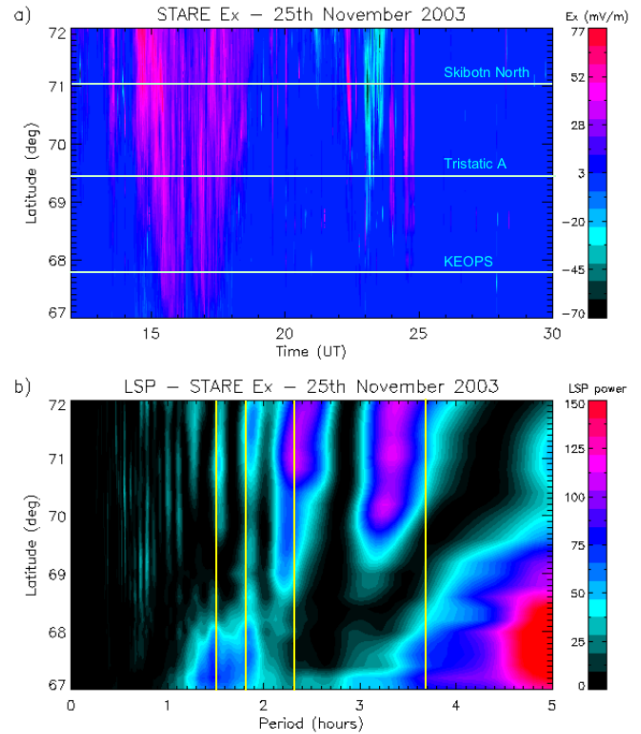 a)
STARE Ex - 25th November 2003
Ex (mV/m)
72
71
70
69
68
67
Latitude (deg)
Skibotn North
Tristatic A
KEOPS
15
20
25
30
Time (UT)
77
52
28
3
-20
-45
-70
b)
LSP - STARE Ex - 25th November 2003
LSP power
72
71
70
69
68
67
Latitude (deg)
0
1
2
3
4
5
Period (hours)
150
125
100
75
50
25
0